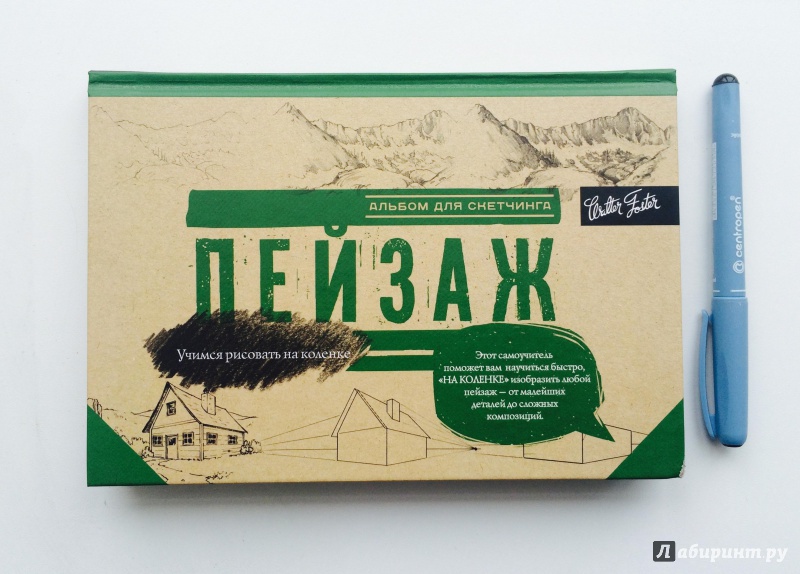 АЛЬБОМ ДЛЯ СКЕТЧИНГА
Walter Foster
ПЕЙЗАЖ
Учимся рисовать на коленке
Этот самоучитель
поможет вам научиться быстро,
«НА КОЛЕНКЕ» изобразить любой
пейзаж — от малейших
деталей до сложных
композиций.
centropen
Лабиринт.ру